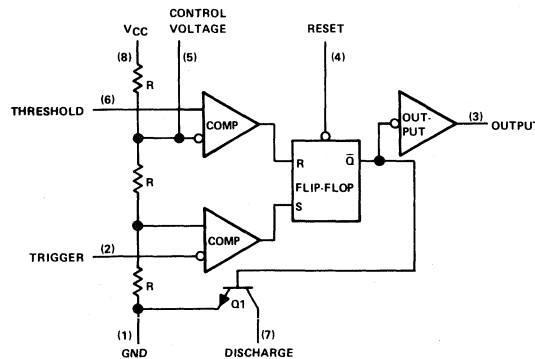 CONTROL
VCC VOLTAGE RESET
(8) (5) (4)
R
(6)
THRESHOLD
COMP
OUT-
PUT
(3)
OUTPUT
R
Q
FLIP-FLOP
S
R
(2)
TRIGGER
COMP
R
Q1
(1) (7)
GND DISCHARGE